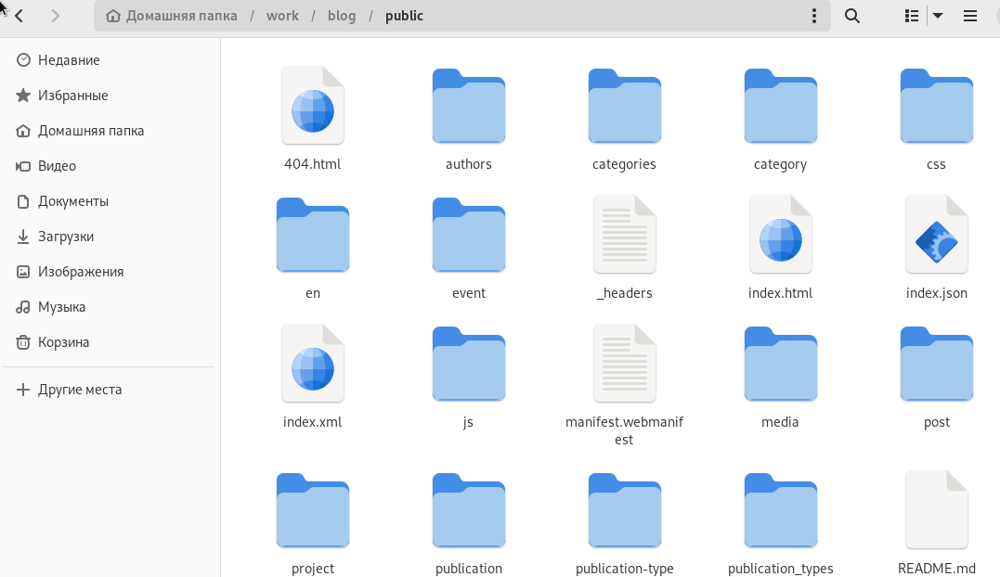 Домашняя папка / work / blog / public
Недавние
Избранные
Домашняя папка
Видео
Документы
Загрузки
Изображения
Музыка
Корзина
Другие места
404.html
authors
categories
category
css
en
event
_headers
index.html
index.json
index.xml
js
manifest.webmanif
est
media
post
project
publication
publication-type
publication_types
README.md